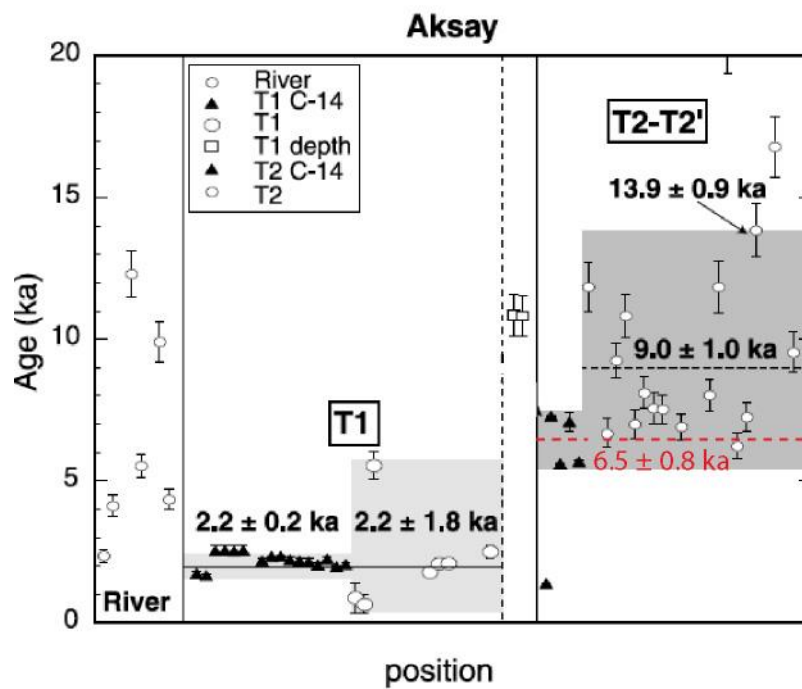 Aksay
20
15
10
5
0
Age (ka)
River
T1 C-14
T1
T1 depth
T2 C-14
T2
T2-T2'
13.9 ± 0.9 ka
9.0 ± 1.0 ka
6.5 ± 0.8 ka
T1
2.2 ± 0.2 ka
2.2 ± 1.8 ka
River
position